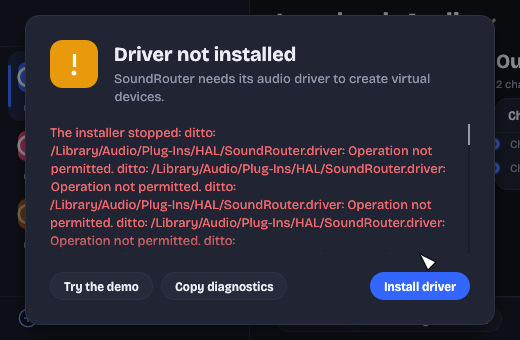 Driver not installed
SoundRouter needs its audio driver to create virtual
devices.
The installer stopped: ditto:
/Library/Audio/Plug-Ins/HAL/SoundRouter.driver: Operation not
permitted. ditto: /Library/Audio/Plug-Ins/HAL/SoundRouter.driver:
Operation not permitted. ditto:
/Library/Audio/Plug-Ins/HAL/SoundRouter.driver: Operation not
permitted. ditto: /Library/Audio/Plug-Ins/HAL/SoundRouter.driver:
Operation not permitted. ditto:
Try the demo
Copy diagnostics
Install driver
2 cha